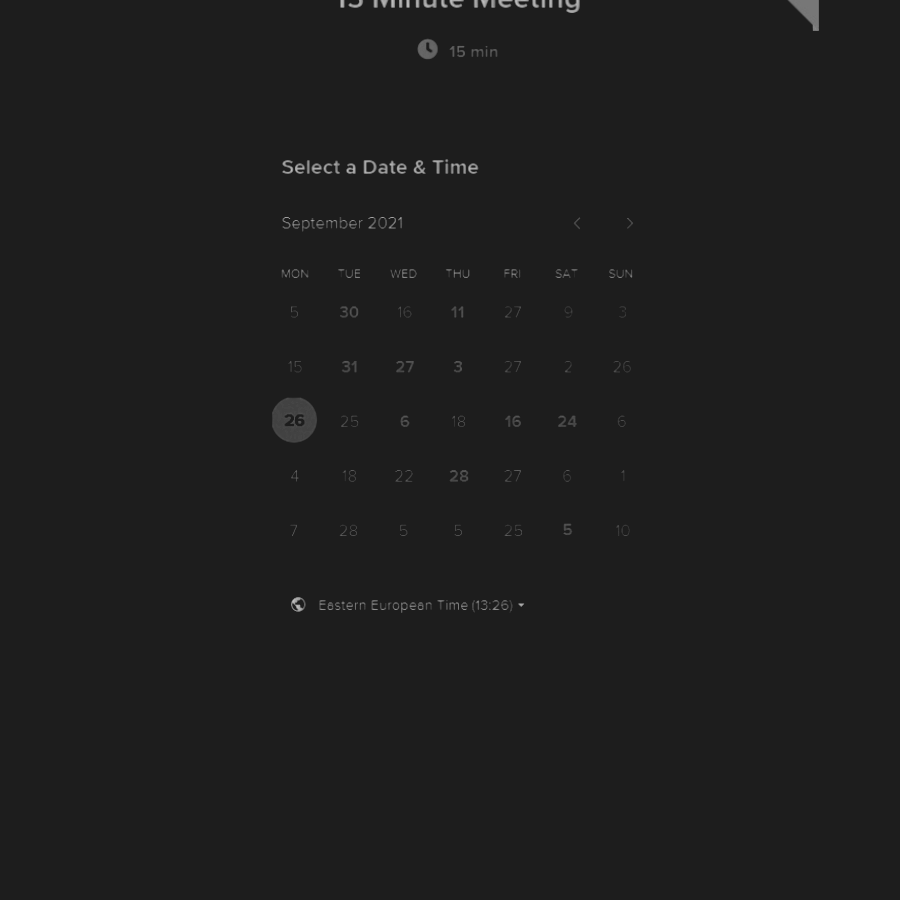 15 Minute Meeting
15 min
Select a Date & Time
September 2021
MON TUE WED THU FRI SAT SUN
5 30 16 11 27 9 3
15 31 27 3 27 2 26
26 25 6 18 16 24 6
4 18 22 28 27 6 1
7 28 5 5 25 5 10
Eastern European Time (13:26)